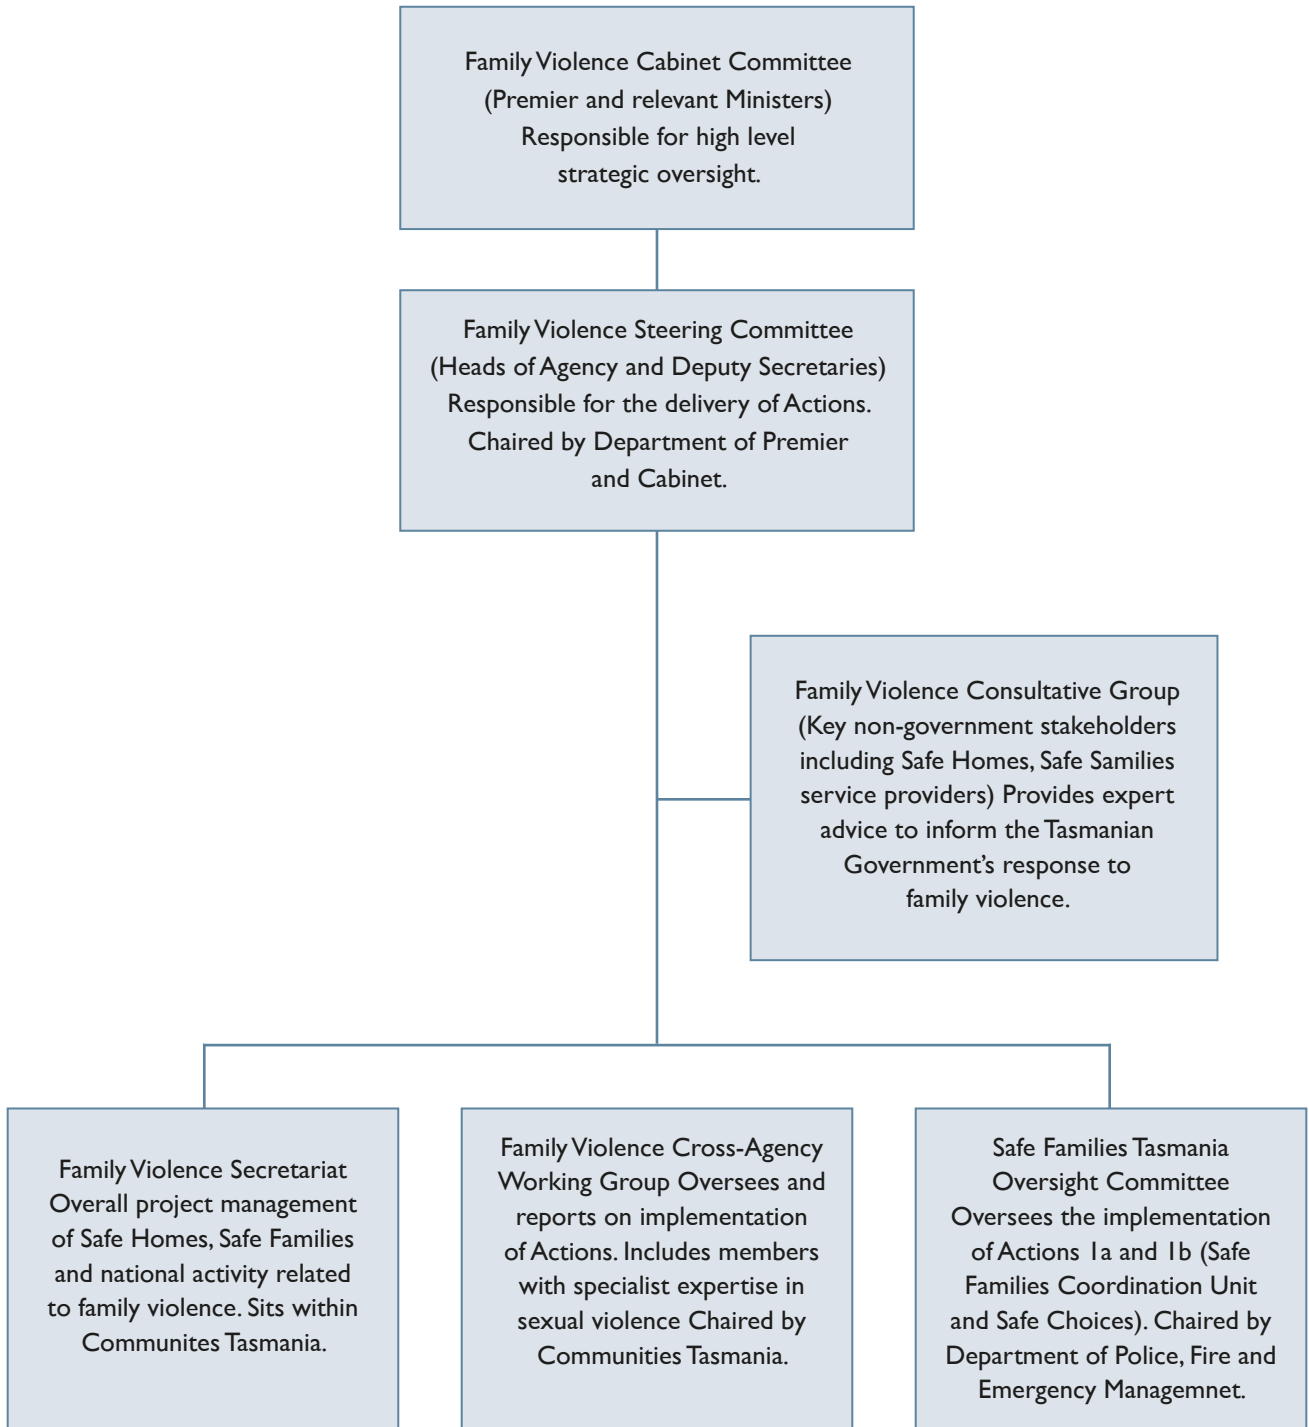 Family Violence Cabinet Committee
(Premier and relevant Ministers)
Responsible for high level
strategic oversight.
Family Violence Steering Committee
(Heads of Agency and Deputy Secretaries)
Responsible for the delivery of Actions.
Chaired by Department of Premier
and Cabinet.
Family Violence Consultative Group
(Key non-government stakeholders
including Safe Homes, Safe Samilies
service providers) Provides expert
advice to inform the Tasmanian
Government’s response to
family violence.
Family Violence Secretariat
Overall project management
of Safe Homes, Safe Families
and national activity related
to family violence. Sits within
Communites Tasmania.
Family Violence Cross-Agency
Working Group Oversees and
reports on implementation
of Actions. Includes members
with specialist expertise in
sexual violence Chaired by
Communities Tasmania.
Safe Families Tasmania
Oversight Committee
Oversees the implementation
of Actions 1a and 1b (Safe
Families Coordination Unit
and Safe Choices). Chaired by
Department of Police, Fire and
Emergency Managemnet.